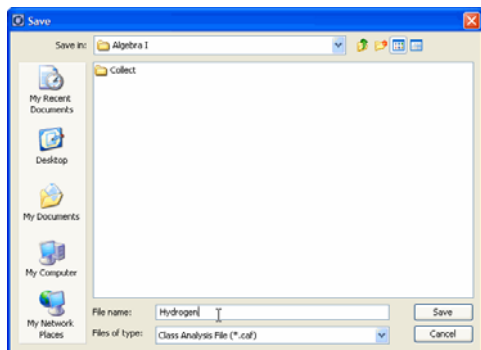 Save
Save in: Algebra I
Collect
My Recent
Documents
Desktop
My Documents
My Computer
My Network
Places
File name: Hydrogen Save
Files of type: Class Analysis File (*.caf) Cancel